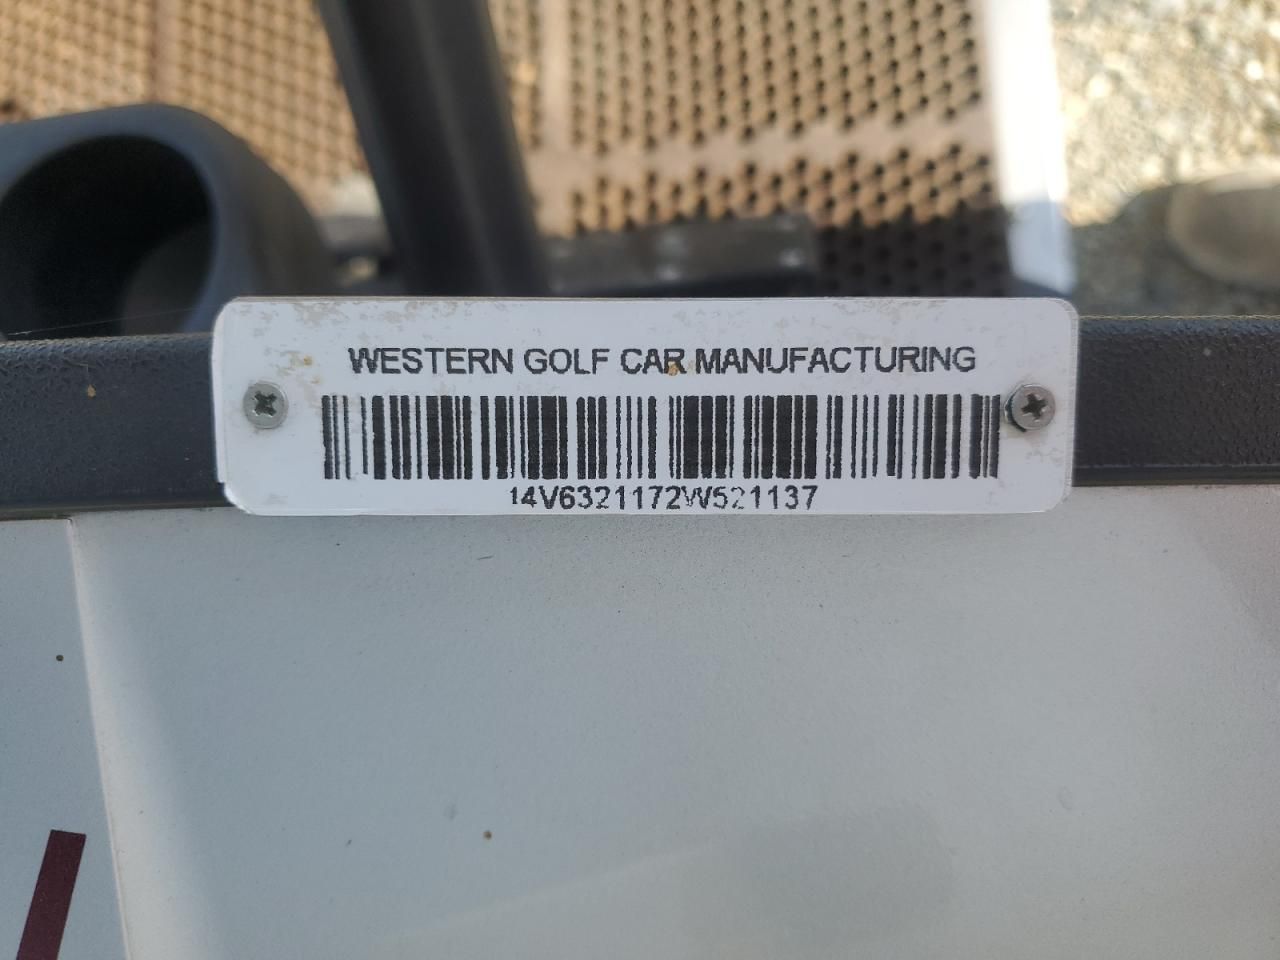 WESTERN GOLF CAR MANUFACTURING
14V6321172W521137